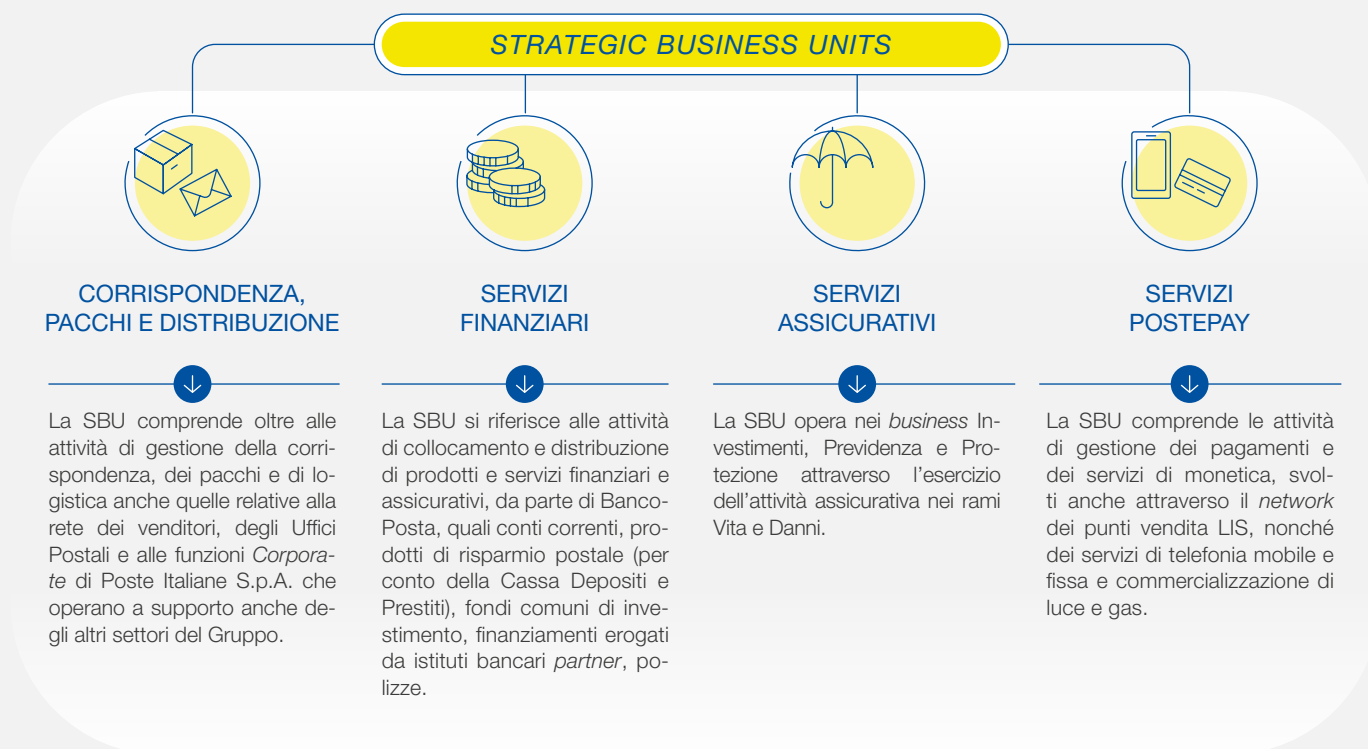 STRATEGIC BUSINESS UNITS
CORRISPONDENZA,
PACCHI E DISTRIBUZIONE
La SBU comprende oltre alle
attività di gestione della corri-
spondenza, dei pacchi e di lo-
gistica anche quelle relative alla
rete dei venditori, degli Uffici
Postali e alle funzioni Corpora-
te di Poste Italiane S.p.A. che
operano a supporto anche de-
gli altri settori del Gruppo.
SERVIZI
FINANZIARI
La SBU si riferisce alle attività
di collocamento e distribuzione
di prodotti e servizi finanziari e
assicurativi, da parte di Banco-
Posta, quali conti correnti, pro-
dotti di risparmio postale (per
conto della Cassa Depositi e
Prestiti), fondi comuni di inve-
stimento, finanziamenti erogati
da istituti bancari partner, po-
lizze.
SERVIZI
ASSICURATIVI
La SBU opera nei business In-
vestimenti, Previdenza e Pro-
tezione attraverso l'esercizio
dell'attività assicurativa nei rami
Vita e Danni.
SERVIZI
POSTEPAY
La SBU comprende le attività
di gestione dei pagamenti e
dei servizi di monetica, svol-
ti anche attraverso il network
dei punti vendita LIS, nonché
dei servizi di telefonia mobile e
fissa e commercializzazione di
luce e gas.